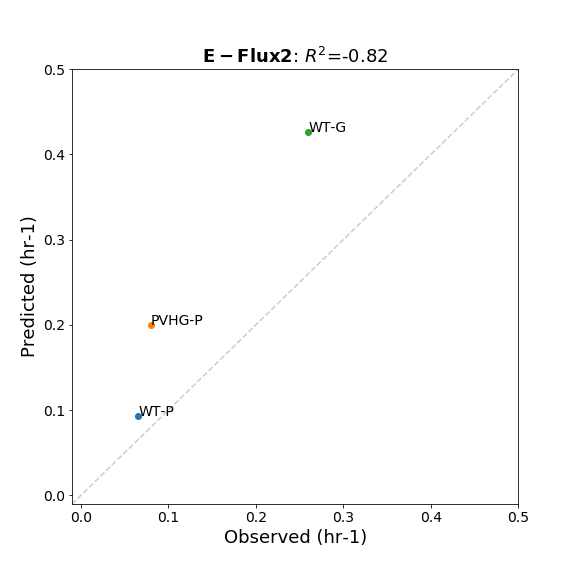 E − Flux2: R²=-0.82
0.5
0.4
0.3
0.2
0.1
0.0
Predicted (hr-1)
WT-G
PVHG-P
WT-P
0.0 0.1 0.2 0.3 0.4 0.5
Observed (hr-1)